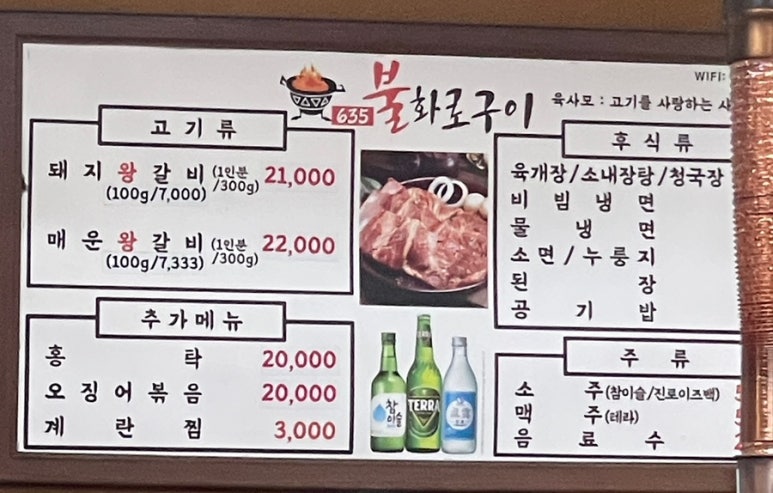 WIFI:
635 불화로구이
육사모 : 고기를 사랑하는
고기류
돼지왕갈비 (1인분/300g) 21,000
(100g/7,000)
매운왕갈비 (1인분/300g) 22,000
(100g/7,333)
추가메뉴
홍탁 20,000
오징어볶음 20,000
계란찜 3,000
참이슬
TERRA
후식류
육개장/소내장탕/청국장
비빔냉면
물냉면
소면/누룽지
된장
공기밥
주류
소주(참이슬/진로이즈백)
맥주(테라)
음료수